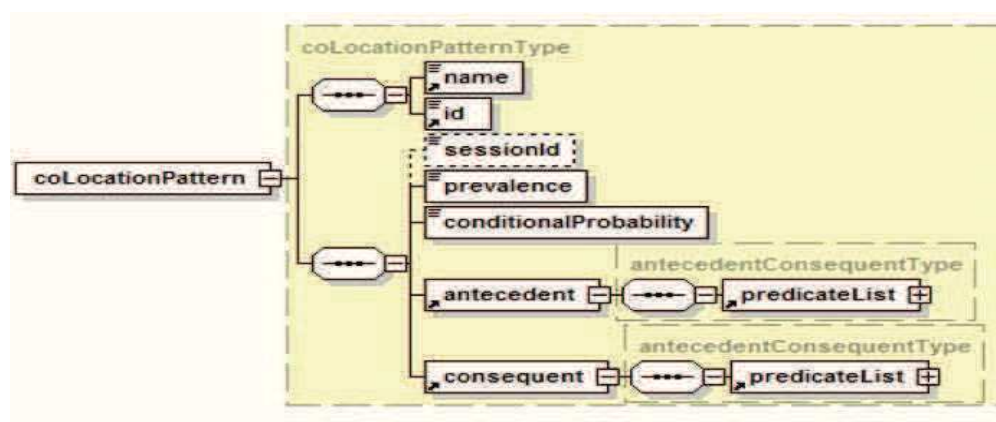 coLocationPatternType
name
id
sessionId
coLocationPattern
prevalence
conditionalProbability
antecedentConsequentType
antecedent
predicateList
antecedentConsequentType
consequent
predicateList